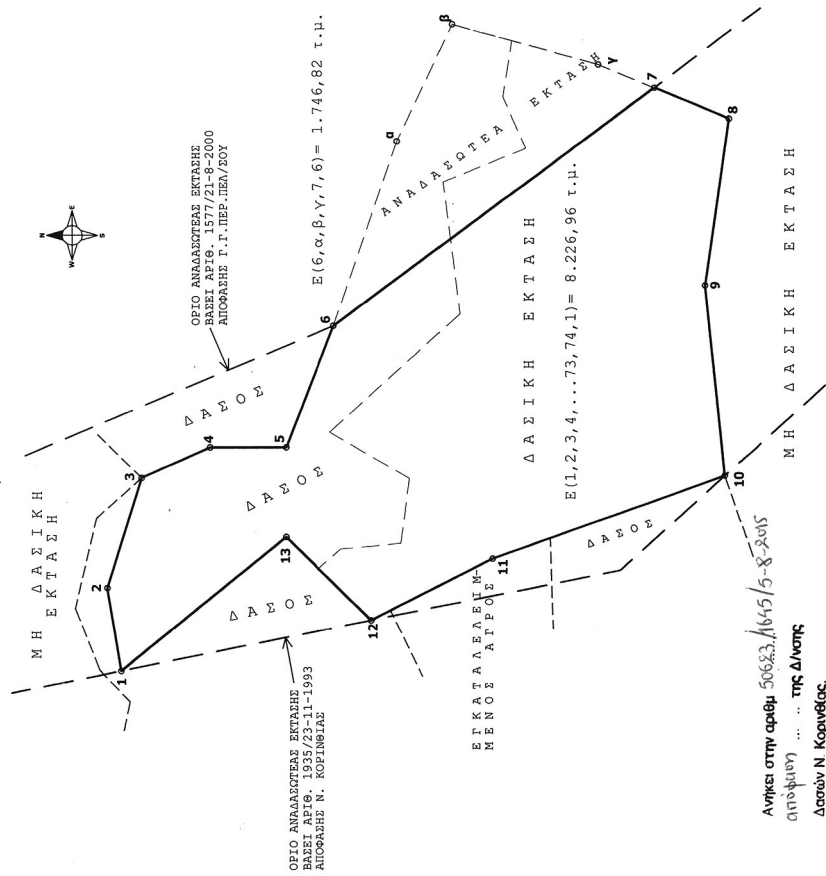 ΟΡΙΟ ΑΝΑΔΑΣΩΤΕΑΣ ΕΚΤΑΣΗΣ
ΒΑΣΕΙ ΑΡΙΘ. 1577/21-8-2000
ΑΠΟΦΑΣΗΣ Γ.Γ.ΠΕΡ.ΠΕΛ/ΣΟΥ
N
W
E
S
Ε(6,α,β,γ,7,6)= 1.746,82 τ.μ.
ΜΗ ΔΑΣΙΚΗ
ΕΚΤΑΣΗ
ΔΑΣΟΣ
ΔΑΣΟΣ
ΔΑΣΟΣ
ΑΝΑΔΑΣΩΤΕΑ ΕΚΤΑΣΗ
1
2
3
4
5
6
α
β
γ
7
8
9
10
11
12
13
ΔΑΣΙΚΗ ΕΚΤΑΣΗ
Ε(1,2,3,4,...73,74,1)= 8.226,96 τ.μ.
ΟΡΙΟ ΑΝΑΔΑΣΩΤΕΑΣ ΕΚΤΑΣΗΣ
ΒΑΣΕΙ ΑΡΙΘ. 1935/23-11-1993
ΑΠΟΦΑΣΗΣ Ν. ΚΟΡΙΝΘΙΑΣ
ΕΓΚΑΤΑΛΕΛΕΙΜ-
ΜΕΝΟΣ ΑΓΡΟΣ
ΔΑΣΟΣ
ΜΗ ΔΑΣΙΚΗ ΕΚΤΑΣΗ
Ανήκει στην αριθμ 50623/1645/5-8-2015
απόφαση ... .. της Δ/νσης
Δασών Ν. Κορινθίας.